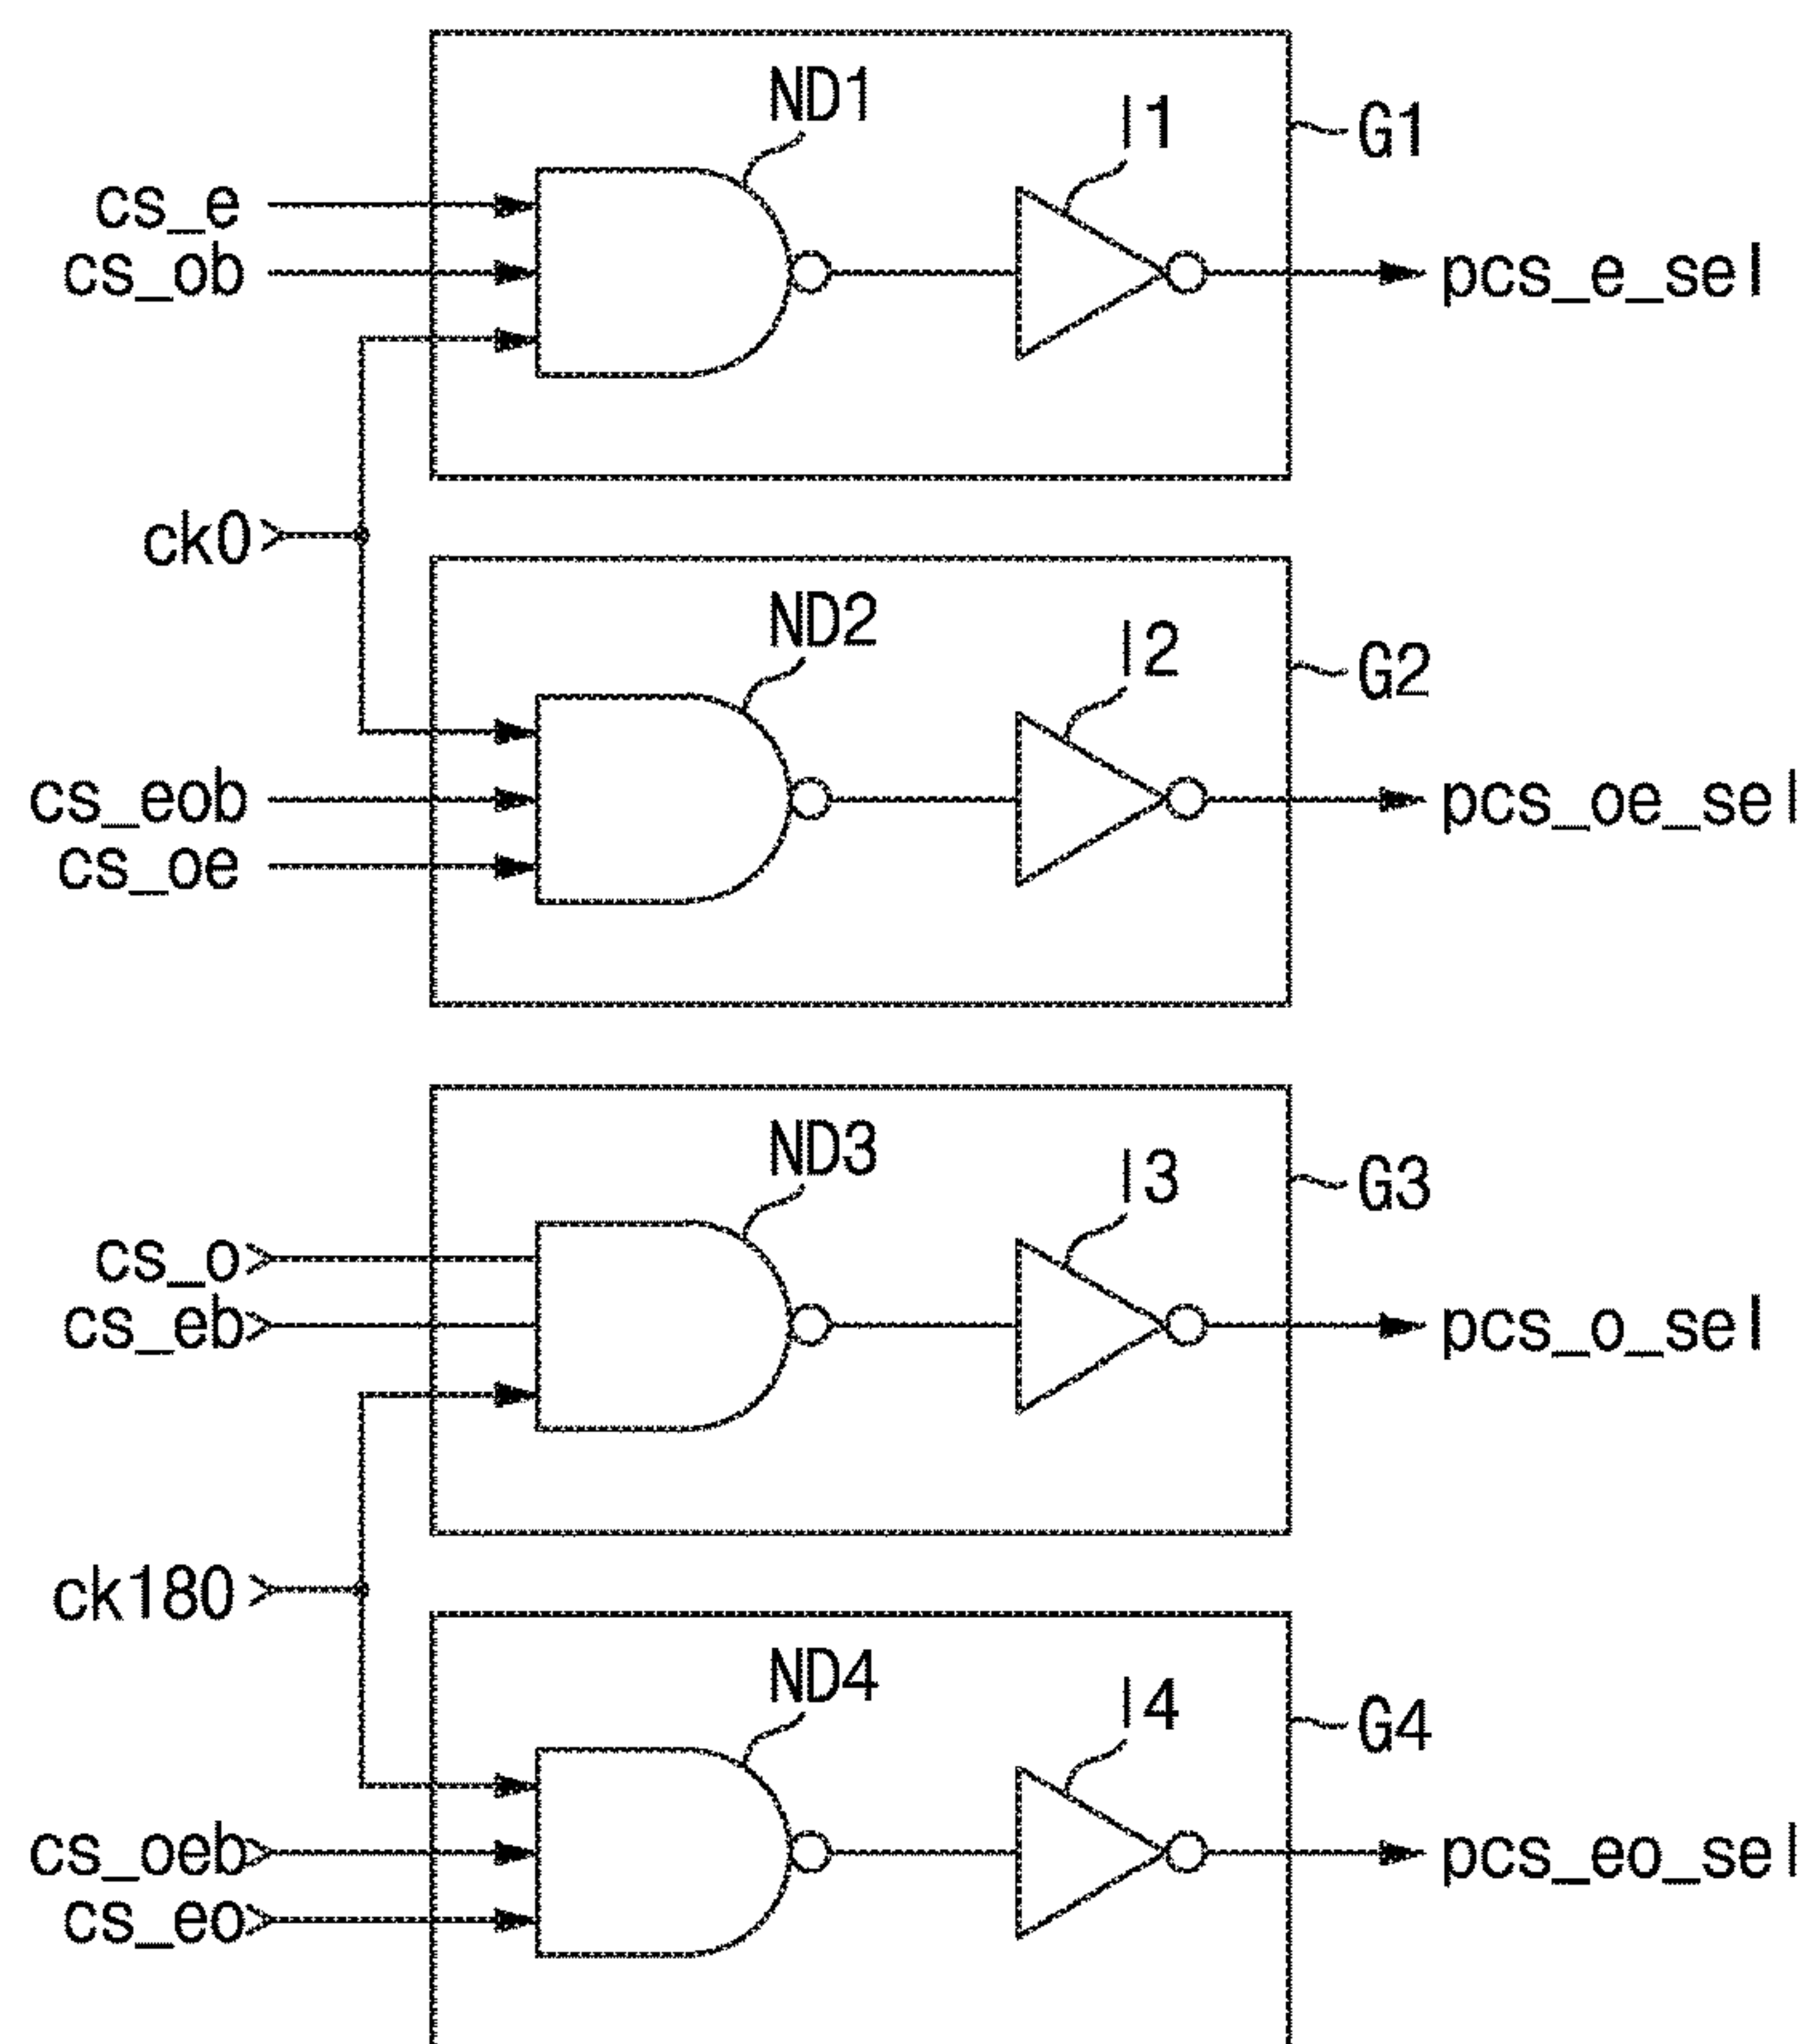 ND1
I1
G1
cs_e
cs_ob
pcs_e_sel
ck0
ND2
I2
G2
cs_eob
pcs_oe_sel
cs_oe
ND3
I3
G3
cs_o
cs_eb
pcs_o_sel
ck180
ND4
I4
G4
cs_oeb
pcs_eo_sel
cs_eo